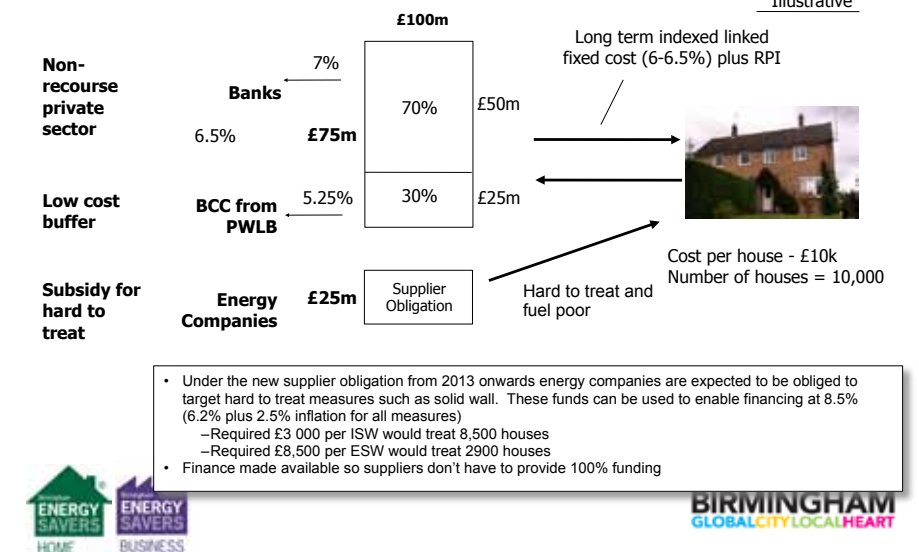 Illustrative
£100m
Long term indexed linked
fixed cost (6-6.5%) plus RPI
Non-
recourse
private
sector
7%
Banks
70%
£50m
6.5%
£75m
Low cost
buffer
BCC from
PWLB
5.25%
30%
£25m
Cost per house - £10k
Number of houses = 10,000
Subsidy for
hard to
treat
Energy
Companies
£25m
Supplier
Obligation
Hard to treat and
fuel poor
• Under the new supplier obligation from 2013 onwards energy companies are expected to be obliged to
target hard to treat measures such as solid wall. These funds can be used to enable financing at 8.5%
(6.2% plus 2.5% inflation for all measures)
–Required £3 000 per ISW would treat 8,500 houses
–Required £8,500 per ESW would treat 2900 houses
• Finance made available so suppliers don't have to provide 100% funding
Birmingham
ENERGY
SAVERS
HOME
Birmingham
ENERGY
SAVERS
BUSINESS
BIRMINGHAM
GLOBALCITYLOCALHEART